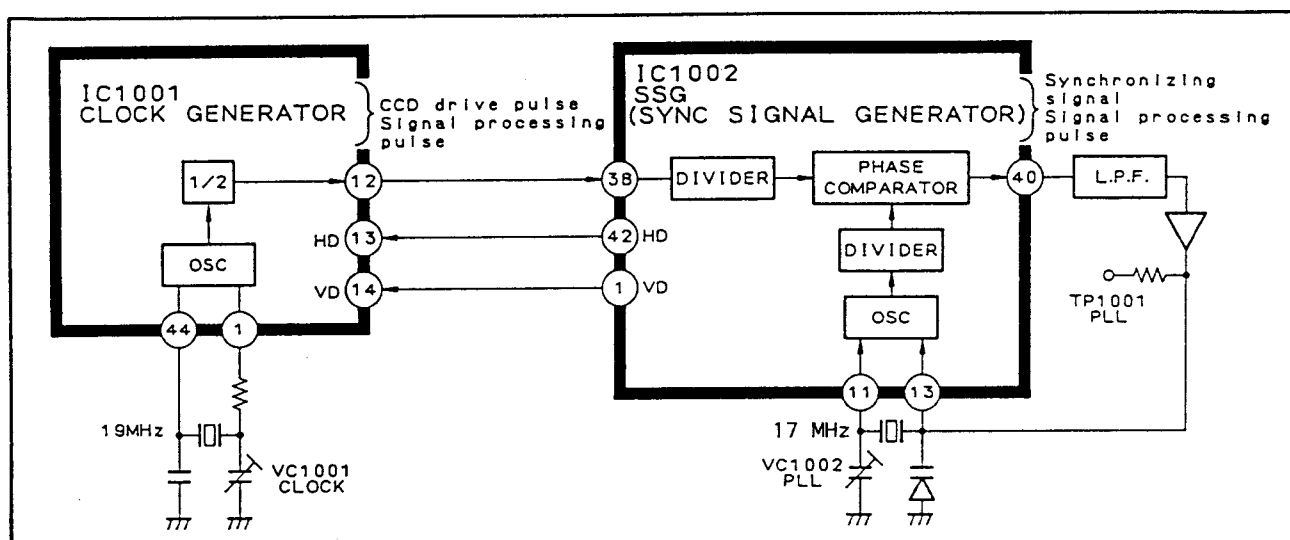 IC1001
CLOCK GENERATOR
CCD drive pulse
Signal processing
pulse
1/2
OSC
12
HD
13
VD
14
44
1
19MHz
VC1001
CLOCK
IC1002
SSG
(SYNC SIGNAL GENERATOR)
Synchronizing
signal
Signal processing
pulse
38
DIVIDER
PHASE
COMPARATOR
40
L.P.F.
42
HD
DIVIDER
1
VD
OSC
TP1001
PLL
11
13
17 MHz
VC1002
PLL